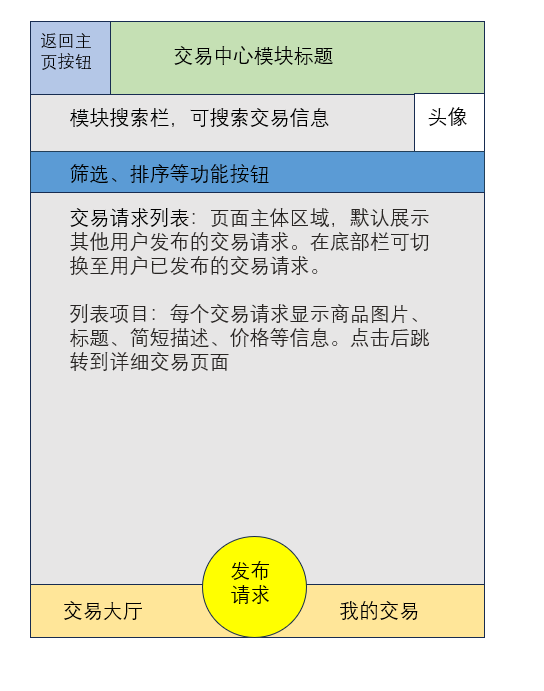 返回主
页按钮
交易中心模块标题
模块搜索栏，可搜索交易信息
头像
筛选、排序等功能按钮
交易请求列表：页面主体区域，默认展示
其他用户发布的交易请求。在底部栏可切
换至用户已发布的交易请求。
列表项目：每个交易请求显示商品图片、
标题、简短描述、价格等信息。点击后跳
转到详细交易页面
发布
请求
交易大厅
我的交易